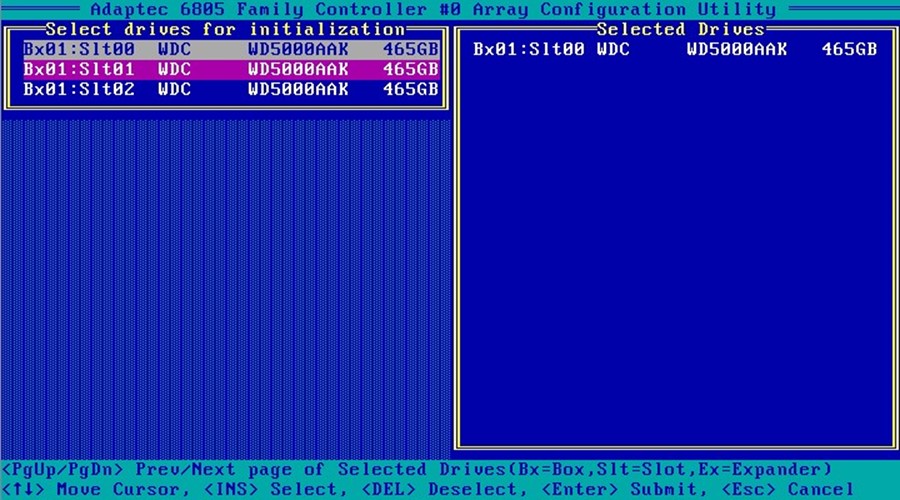 Adaptec 6805 Family Controller #0 Array Configuration Utility
Select drives for initialization
Bx01:Slt00 WDC WD5000AAK 465GB
Bx01:Slt01 WDC WD5000AAK 465GB
Bx01:Slt02 WDC WD5000AAK 465GB
Selected Drives
Bx01:Slt00 WDC WD5000AAK 465GB
<PgUp/PgDn> Prev/Next page of Selected Drives(Bx=Box,Slt=Slot,Ex=Expander)
<↑↓> Move Cursor, <INS> Select, <DEL> Deselect, <Enter> Submit, <Esc> Cancel